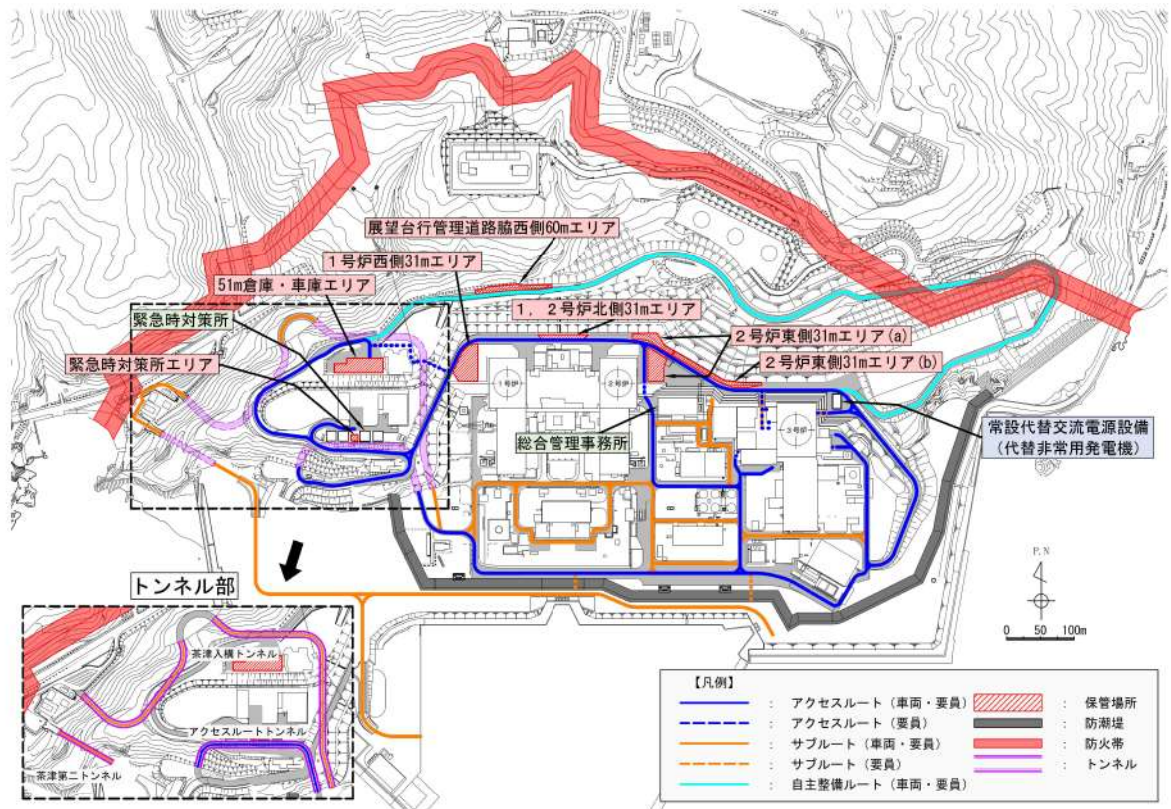 展望台行管理道路脇西側60mエリア
1号炉西側31mエリア
51m倉庫・車庫エリア
緊急時対策所
緊急時対策所エリア
1，2号炉北側31mエリア
2号炉東側31mエリア(a)
2号炉東側31mエリア(b)
1号炉
2号炉
3号炉
総合管理事務所
常設代替交流電源設備
(代替非常用発電機)
トンネル部
茶津入構トンネル
アクセスルートトンネル
茶津第二トンネル
P.N
0 50 100m
【凡例】
： アクセスルート（車両・要員）
： アクセスルート（要員）
： サブルート（車両・要員）
： サブルート（要員）
： 自主整備ルート（車両・要員）
： 保管場所
： 防潮堤
： 防火帯
： トンネル